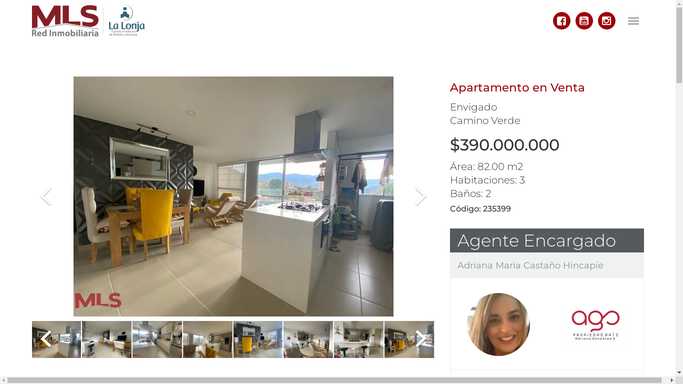 MLS
Red Inmobiliaria
La Lonja
Apartamento en Venta
Envigado
Camino Verde
$390.000.000
Área: 82.00 m2
Habitaciones: 3
Baños: 2
Código: 235399
Agente Encargado
Adriana Maria Castaño Hincapie
MLS
ago